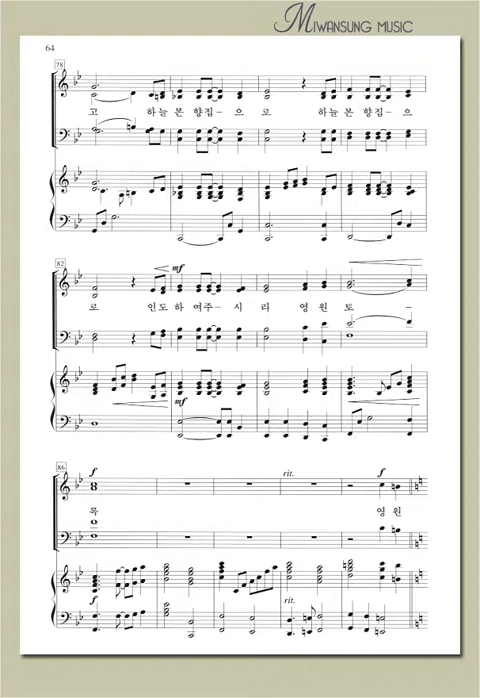 MIWANSUNG MUSIC
64
78
고 하늘 본 향집 - 으 로 하늘 본 향집 - 으
82
mf
로 인도하 여주 - 시 리 영 원 토 -
mf
86
f rit. f
록 영원
f rit.